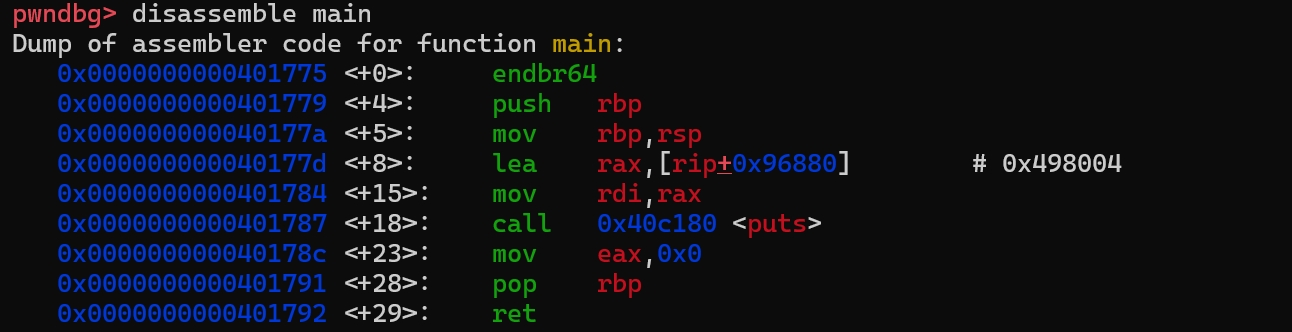 pwndbg> disassemble main
Dump of assembler code for function main:
0x0000000000401775 <+0>: endbr64
0x0000000000401779 <+4>: push rbp
0x000000000040177a <+5>: mov rbp,rsp
0x000000000040177d <+8>: lea rax,[rip+0x96880] # 0x498004
0x0000000000401784 <+15>: mov rdi,rax
0x0000000000401787 <+18>: call 0x40c180 <puts>
0x000000000040178c <+23>: mov eax,0x0
0x0000000000401791 <+28>: pop rbp
0x0000000000401792 <+29>: ret